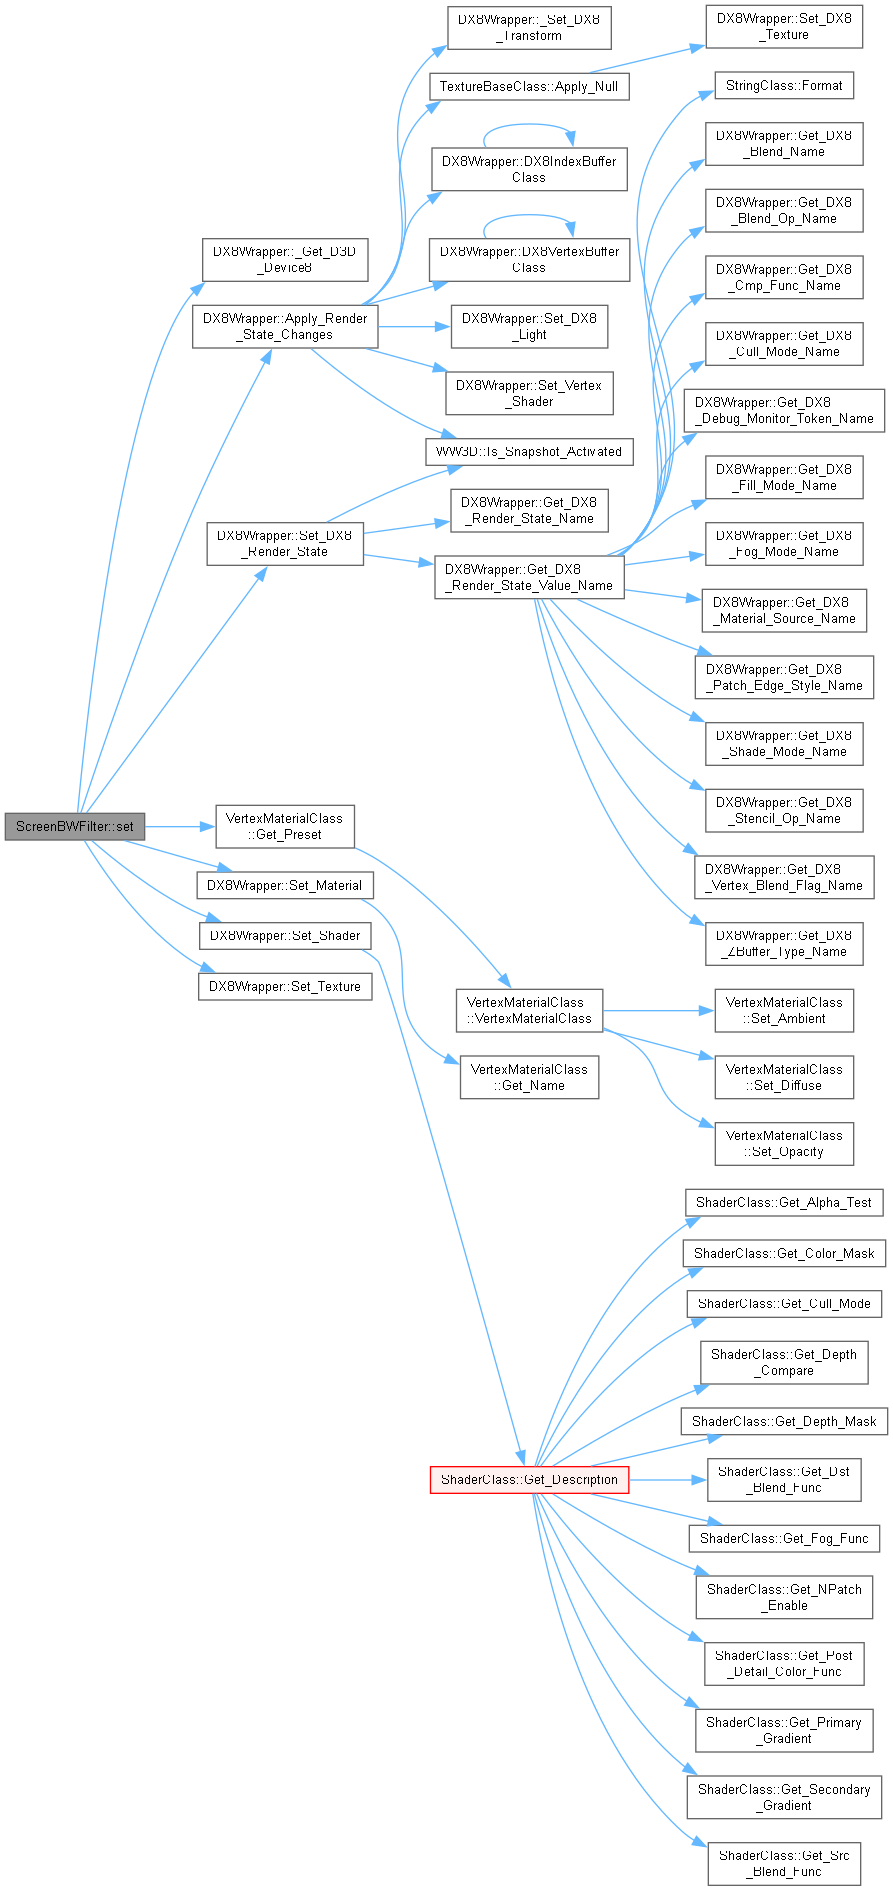 DX8Wrapper::_Set_DX8
_Transform
DX8Wrapper::Set_DX8
_Texture
TextureBaseClass::Apply_Null
StringClass::Format
DX8Wrapper::Get_DX8
_Blend_Name
DX8Wrapper::DX8IndexBuffer
Class
DX8Wrapper::Get_DX8
_Blend_Op_Name
DX8Wrapper::_Get_D3D
_Device8
DX8Wrapper::DX8VertexBuffer
Class
DX8Wrapper::Get_DX8
_Cmp_Func_Name
DX8Wrapper::Apply_Render
_State_Changes
DX8Wrapper::Set_DX8
_Light
DX8Wrapper::Get_DX8
_Cull_Mode_Name
DX8Wrapper::Set_Vertex
_Shader
DX8Wrapper::Get_DX8
_Debug_Monitor_Token_Name
WW3D::Is_Snapshot_Activated
DX8Wrapper::Get_DX8
_Fill_Mode_Name
DX8Wrapper::Get_DX8
_Render_State_Name
DX8Wrapper::Set_DX8
_Render_State
DX8Wrapper::Get_DX8
_Fog_Mode_Name
DX8Wrapper::Get_DX8
_Render_State_Value_Name
DX8Wrapper::Get_DX8
_Material_Source_Name
DX8Wrapper::Get_DX8
_Patch_Edge_Style_Name
DX8Wrapper::Get_DX8
_Shade_Mode_Name
DX8Wrapper::Get_DX8
_Stencil_Op_Name
ScreenBWFilter::set
VertexMaterialClass
::Get_Preset
DX8Wrapper::Get_DX8
_Vertex_Blend_Flag_Name
DX8Wrapper::Set_Material
DX8Wrapper::Set_Shader
DX8Wrapper::Get_DX8
_ZBuffer_Type_Name
DX8Wrapper::Set_Texture
VertexMaterialClass
::VertexMaterialClass
VertexMaterialClass
::Set_Ambient
VertexMaterialClass
::Get_Name
VertexMaterialClass
::Set_Diffuse
VertexMaterialClass
::Set_Opacity
ShaderClass::Get_Alpha_Test
ShaderClass::Get_Color_Mask
ShaderClass::Get_Cull_Mode
ShaderClass::Get_Depth
_Compare
ShaderClass::Get_Depth_Mask
ShaderClass::Get_Description
ShaderClass::Get_Dst
_Blend_Func
ShaderClass::Get_Fog_Func
ShaderClass::Get_NPatch
_Enable
ShaderClass::Get_Post
_Detail_Color_Func
ShaderClass::Get_Primary
_Gradient
ShaderClass::Get_Secondary
_Gradient
ShaderClass::Get_Src
_Blend_Func